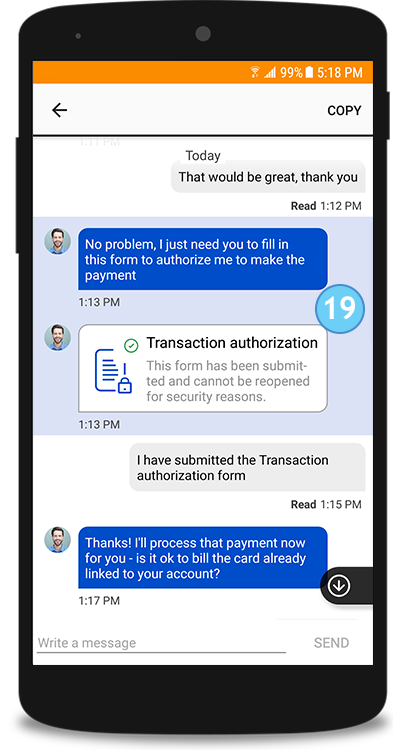 99% 5:18 PM
COPY
1:11 PM
Today
That would be great, thank you
Read 1:12 PM
No problem, I just need you to fill in
this form to authorize me to make the
payment
1:13 PM
19
Transaction authorization
This form has been submit-
ted and cannot be reopened
for security reasons.
1:13 PM
I have submitted the Transaction
authorization form
Read 1:15 PM
Thanks! I'll process that payment now
for you - is it ok to bill the card already
linked to your account?
1:17 PM
Write a message
SEND